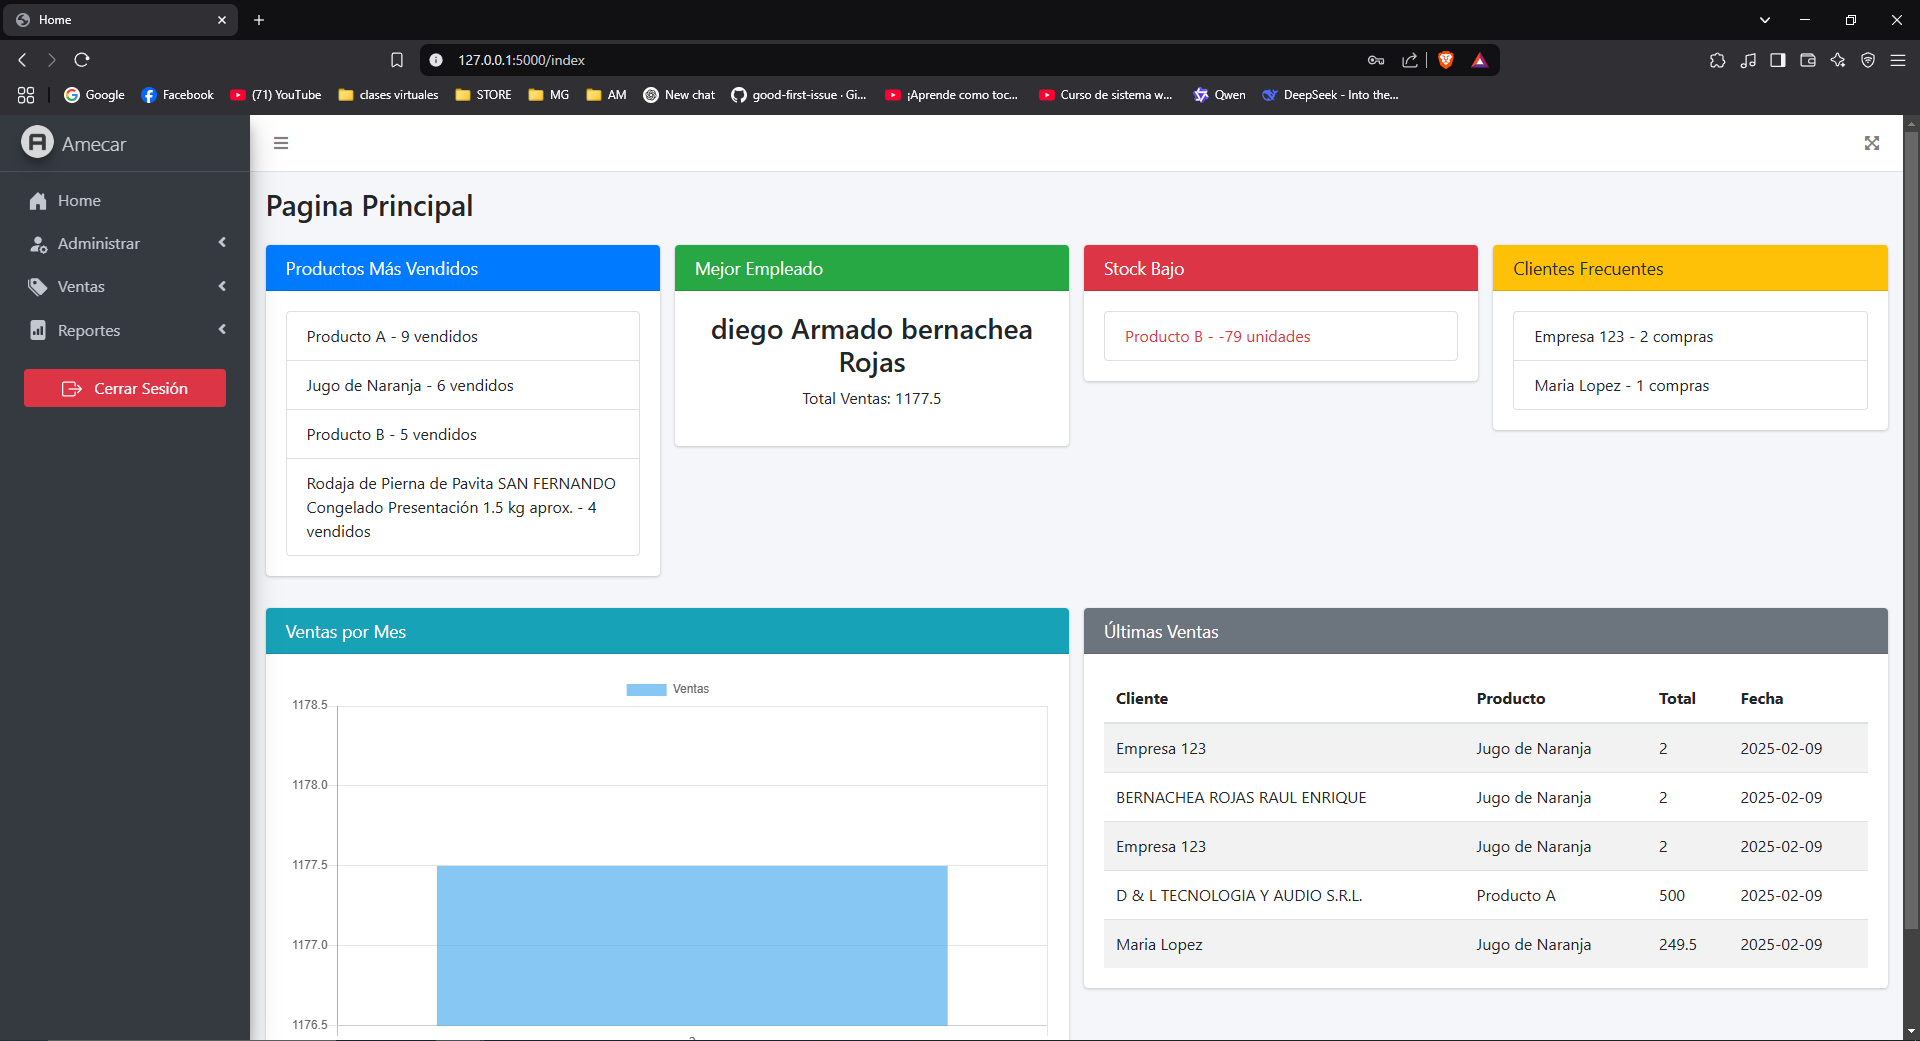 Home
127.0.0.1:5000/index
Google
Facebook
(71) YouTube
clases virtuales
STORE
MG
AM
New chat
good-first-issue · Gi...
¡Aprende como toc...
Curso de sistema w...
Qwen
DeepSeek - Into the...
A Amecar
Home
Administrar
Ventas
Reportes
Cerrar Sesión
Pagina Principal
Productos Más Vendidos
Producto A - 9 vendidos
Jugo de Naranja - 6 vendidos
Producto B - 5 vendidos
Rodaja de Pierna de Pavita SAN FERNANDO
Congelado Presentación 1.5 kg aprox. - 4
vendidos
Mejor Empleado
diego Armado bernachea
Rojas
Total Ventas: 1177.5
Stock Bajo
Producto B - -79 unidades
Clientes Frecuentes
Empresa 123 - 2 compras
Maria Lopez - 1 compras
Ventas por Mes
Ventas
1178.5
1178.0
1177.5
1177.0
1176.5
Últimas Ventas
Cliente Producto Total Fecha
Empresa 123 Jugo de Naranja 2 2025-02-09
BERNACHEA ROJAS RAUL ENRIQUE Jugo de Naranja 2 2025-02-09
Empresa 123 Jugo de Naranja 2 2025-02-09
D & L TECNOLOGIA Y AUDIO S.R.L. Producto A 500 2025-02-09
Maria Lopez Jugo de Naranja 249.5 2025-02-09